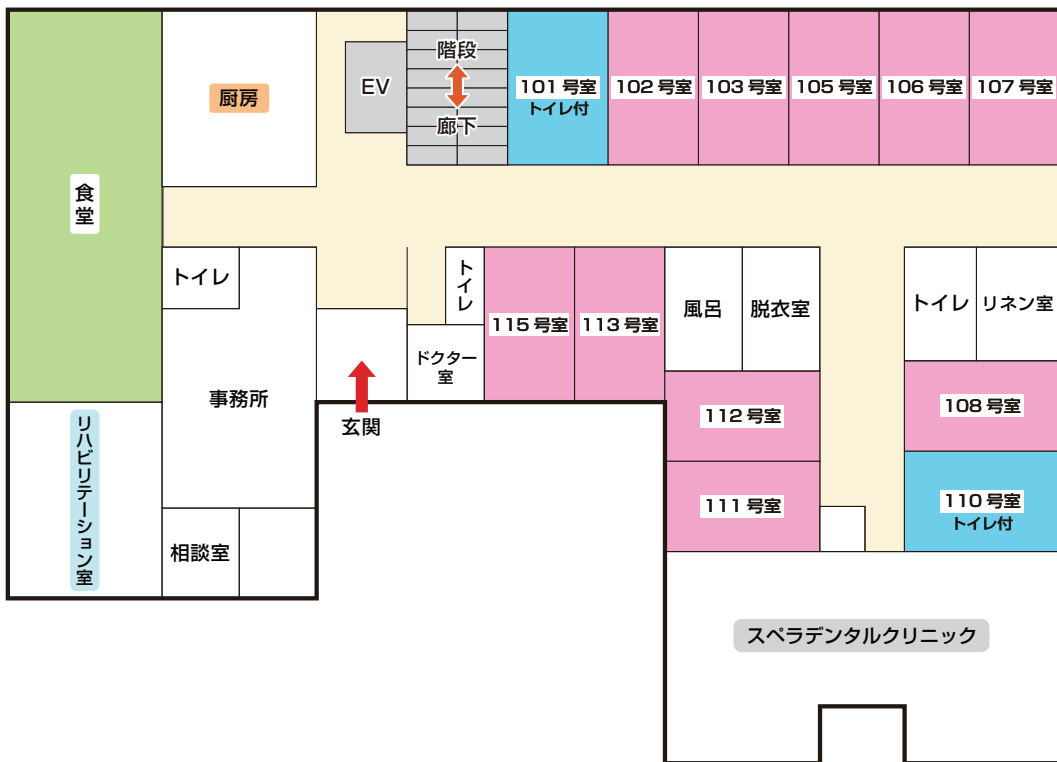 厨房
EV
階段
廊下
101 号室
トイレ付
102 号室
103 号室
105 号室
106 号室
107 号室
食堂
トイレ
トイレ
115 号室
113 号室
風呂
脱衣室
トイレ
リネン室
ドクター
室
事務所
玄関
112 号室
108 号室
リハビリテーション室
111 号室
110 号室
トイレ付
相談室
スペラデンタルクリニック